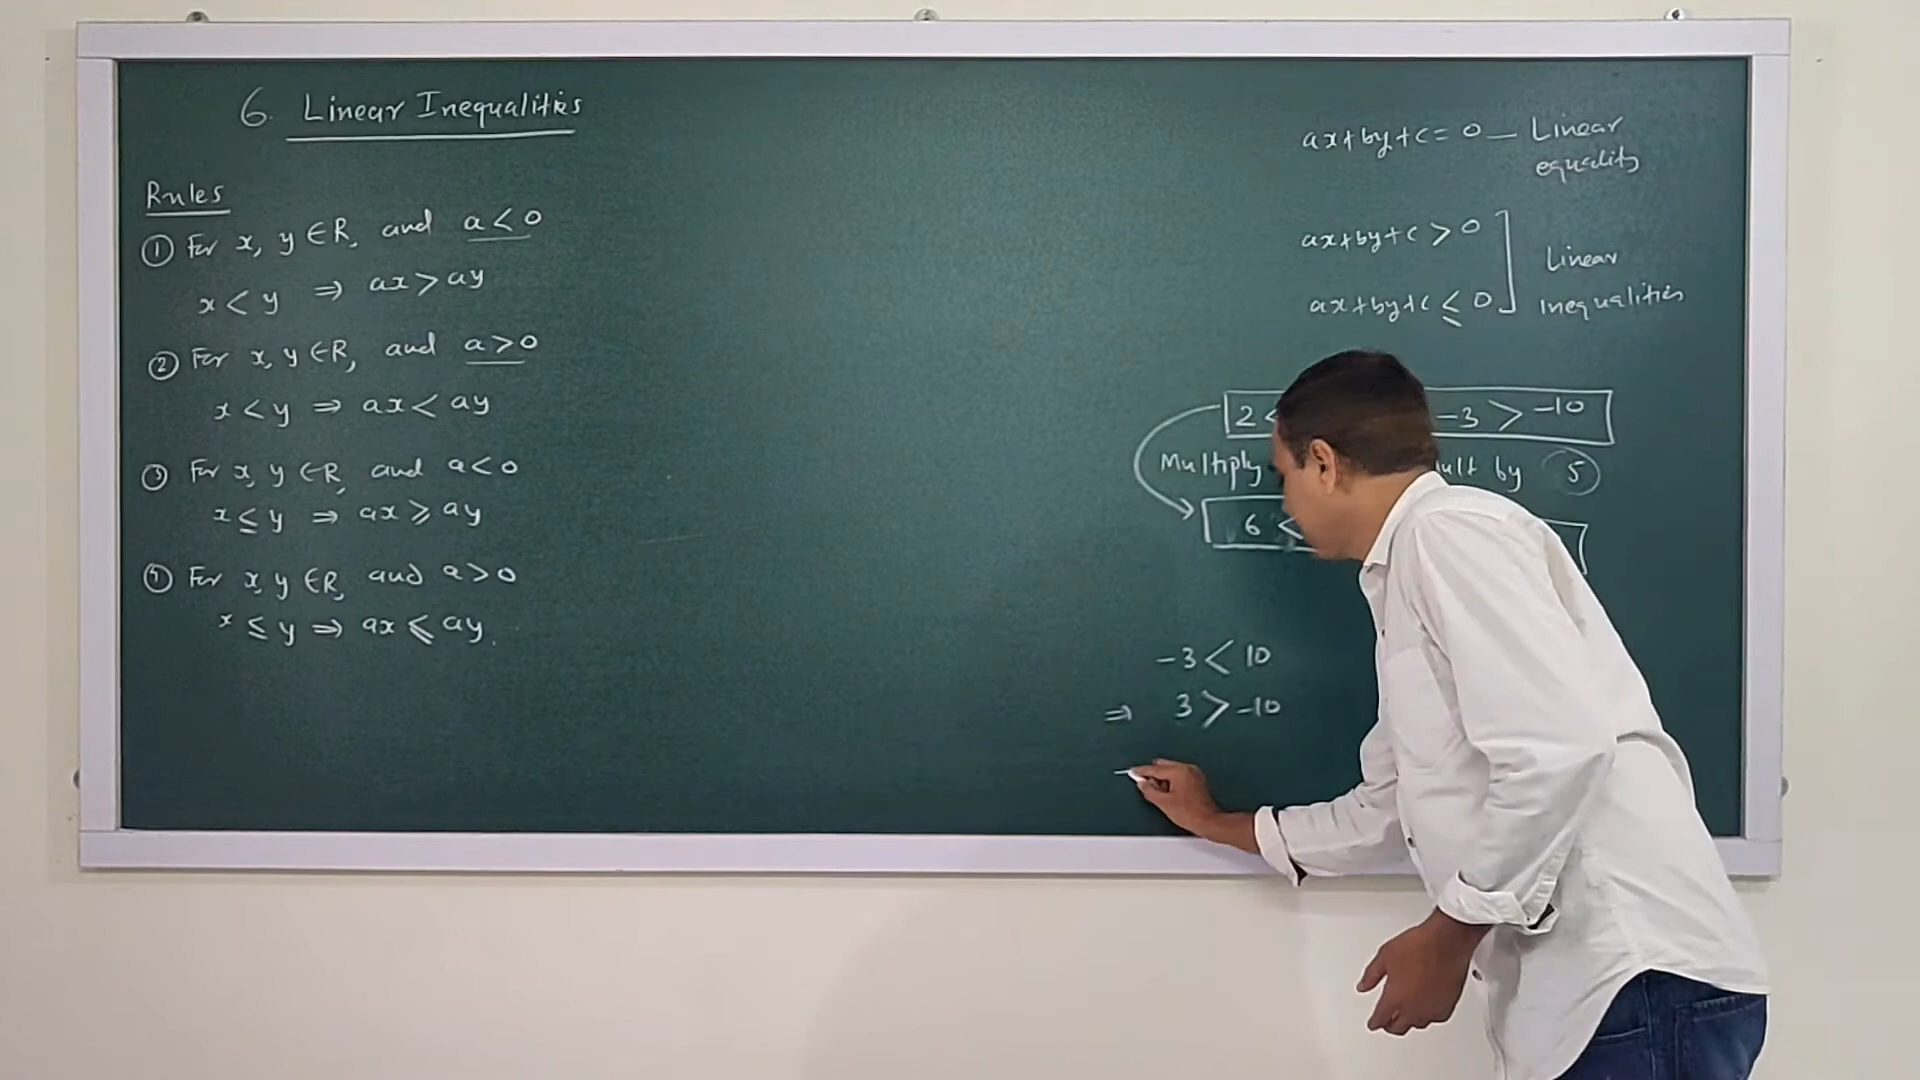 6. Linear Inequalities
Rules
① For x, y ∈ R, and a < 0
x < y ⇒ ax > ay
② For x, y ∈ R, and a > 0
x < y ⇒ ax < ay
③ For x, y ∈ R, and a < 0
x ≤ y ⇒ ax ≥ ay
For x, y ∈ R, and a > 0
x ≤ y ⇒ ax ≤ ay.
ax + by + c = 0 — Linear
equality
ax + by + c > 0
ax + by + c ≤ 0
Linear
inequalities
2 < -3 > -10
Multiply by 5
6 <
-3 < 10
⇒ 3 > -10